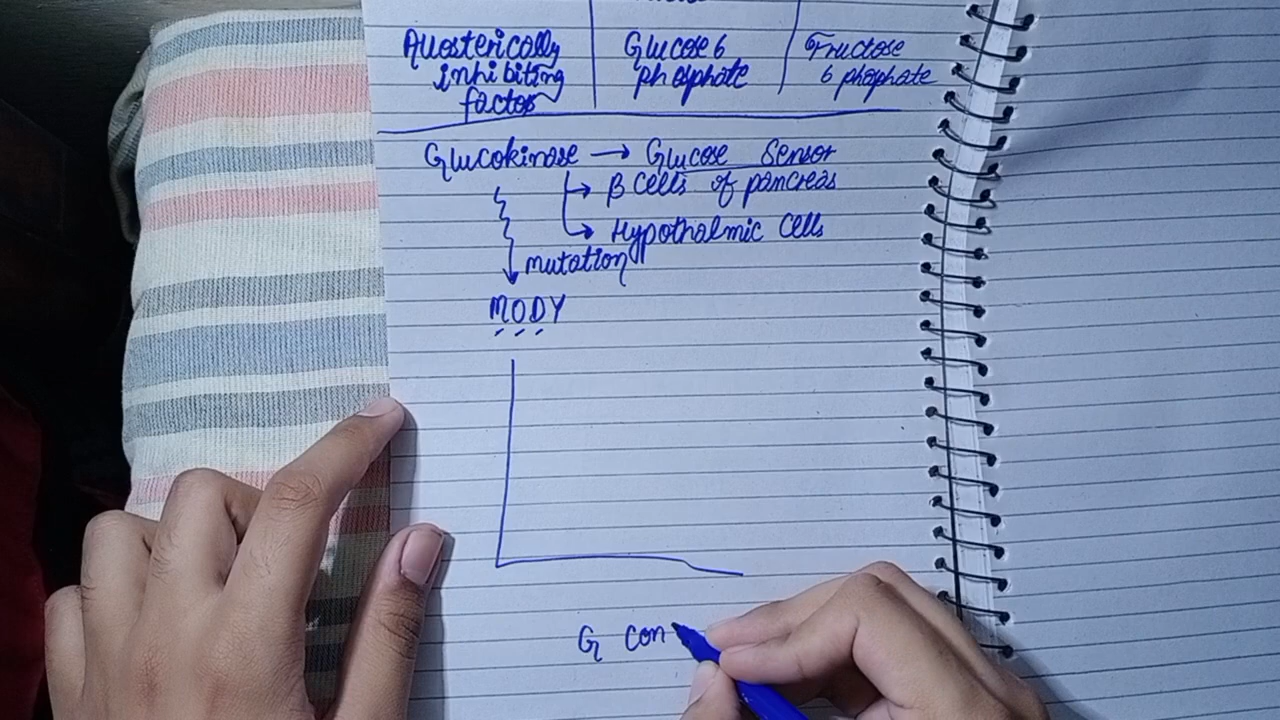 Allosterically
inhibiting
factor
Glucose 6
phosphate
Fructose
6 phosphate
Glucokinase → Glucose Sensor
→ β cells of pancreas
→ Hypothalmic Cells
mutation
MODY
G con